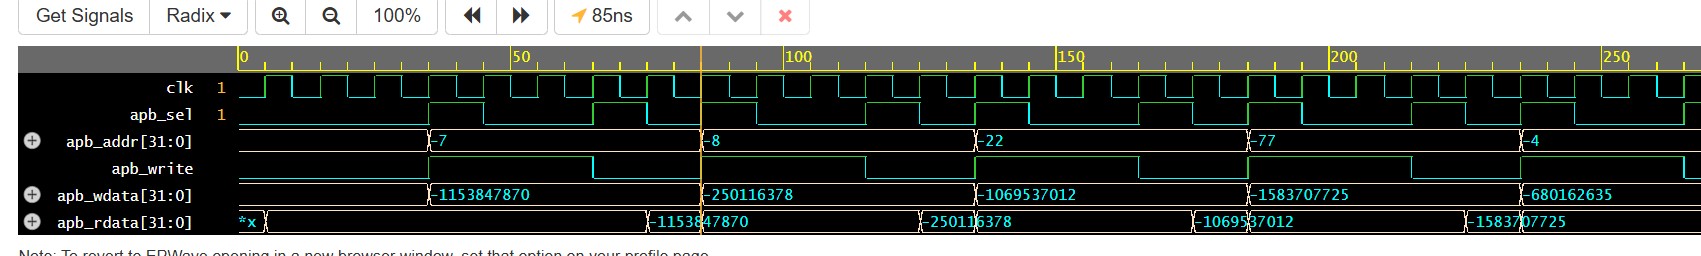 Get Signals Radix 100% 85ns
0 50 100 150 200 250
clk 1
apb_sel 1
apb_addr[31:0] -7 -8 -22 -77 -4
apb_write
apb_wdata[31:0] -1153847870 -250116378 -1069537012 -1583707725 -680162635
apb_rdata[31:0] *x -1153847870 -250116378 -1069537012 -1583707725
Note: To revert to EPWave opening in a new browser window, set that option on your profile page